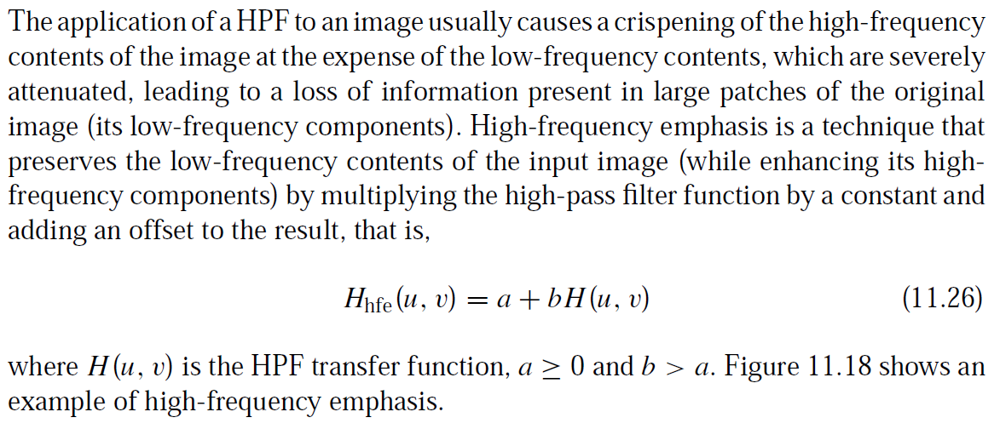 The application of a HPF to an image usually causes a crispening of the high-frequency
contents of the image at the expense of the low-frequency contents, which are severely
attenuated, leading to a loss of information present in large patches of the original
image (its low-frequency components). High-frequency emphasis is a technique that
preserves the low-frequency contents of the input image (while enhancing its high-
frequency components) by multiplying the high-pass filter function by a constant and
adding an offset to the result, that is,
H_hfe(u, v) = a + bH(u, v) (11.26)
where H(u, v) is the HPF transfer function, a ≥ 0 and b > a. Figure 11.18 shows an
example of high-frequency emphasis.